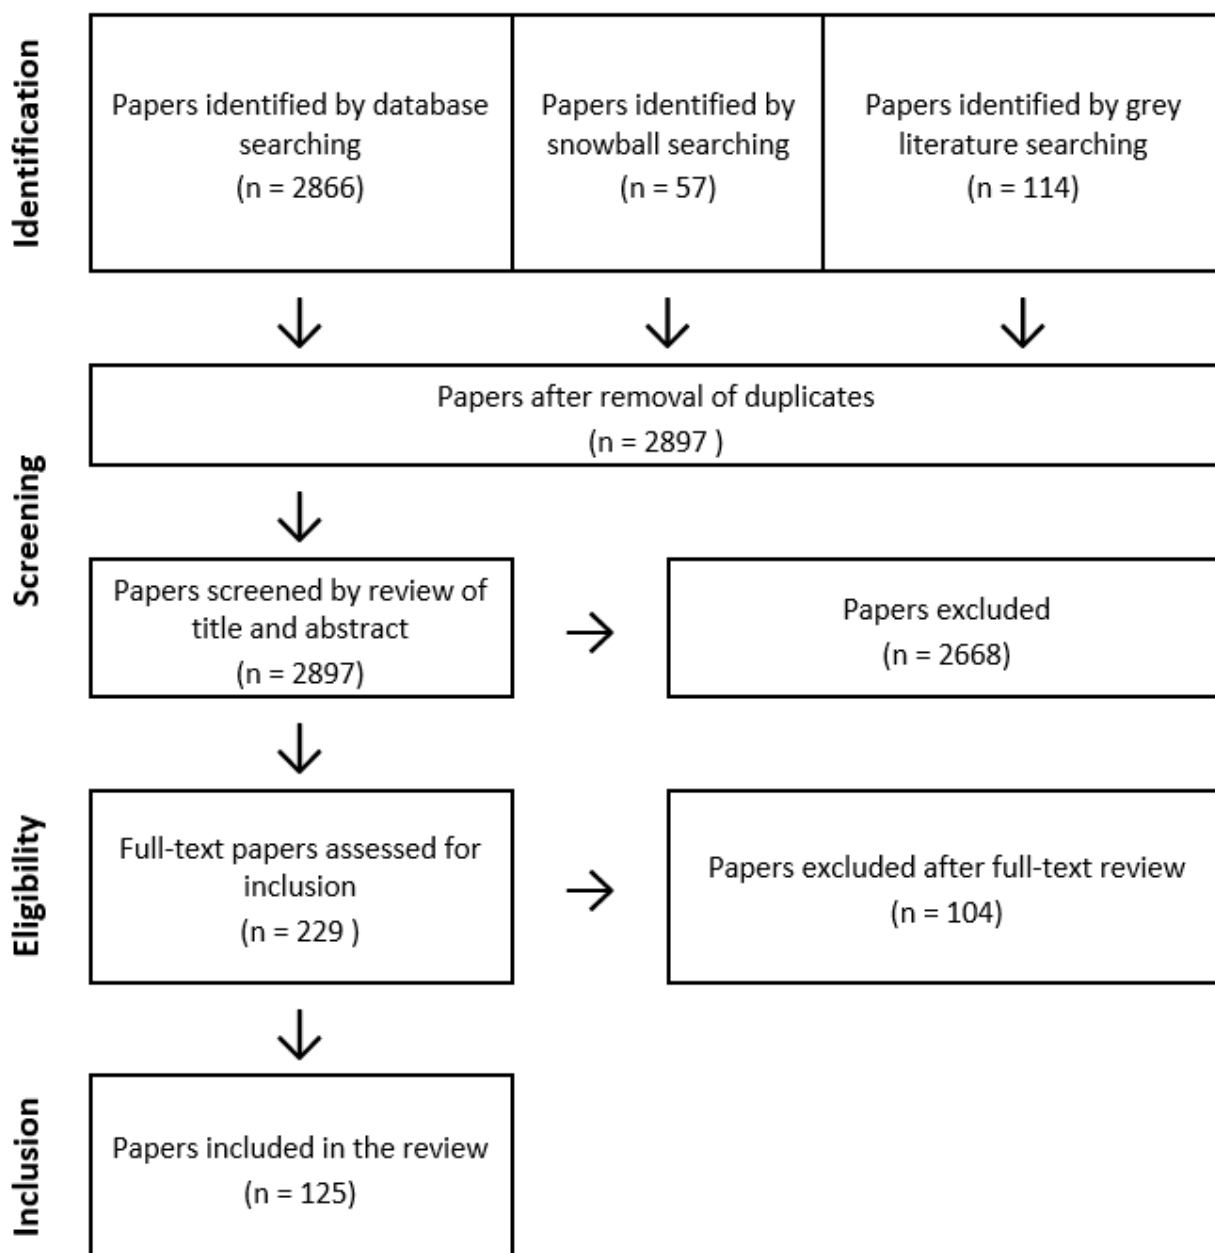 Identification
Papers identified by database
searching
(n = 2866)
Papers identified by
snowball searching
(n = 57)
Papers identified by grey
literature searching
(n = 114)
Screening
Papers after removal of duplicates
(n = 2897 )
Papers screened by review of
title and abstract
(n = 2897)
Papers excluded
(n = 2668)
Eligibility
Full-text papers assessed for
inclusion
(n = 229 )
Papers excluded after full-text review
(n = 104)
Inclusion
Papers included in the review
(n = 125)